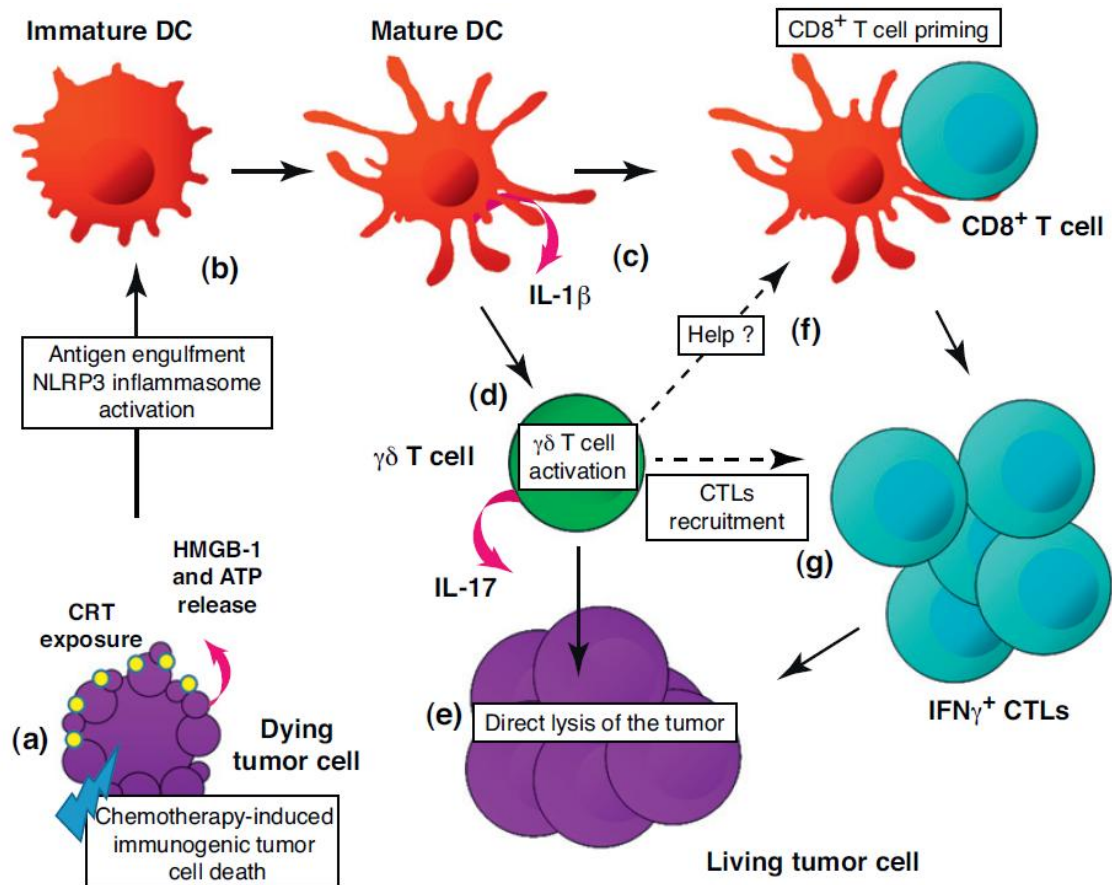 Immature DC
Mature DC
CD8⁺ T cell priming
CD8⁺ T cell
(b)
(c)
IL-1β
Antigen engulfment
NLRP3 inflammasome
activation
Help ?
(f)
(d)
γδ T cell
γδ T cell
activation
CTLs
recruitment
(g)
IL-17
HMGB-1
and ATP
release
CRT
exposure
(a)
Dying
tumor cell
Chemotherapy-induced
immunogenic tumor
cell death
(e)
Direct lysis of the tumor
IFNγ⁺ CTLs
Living tumor cell